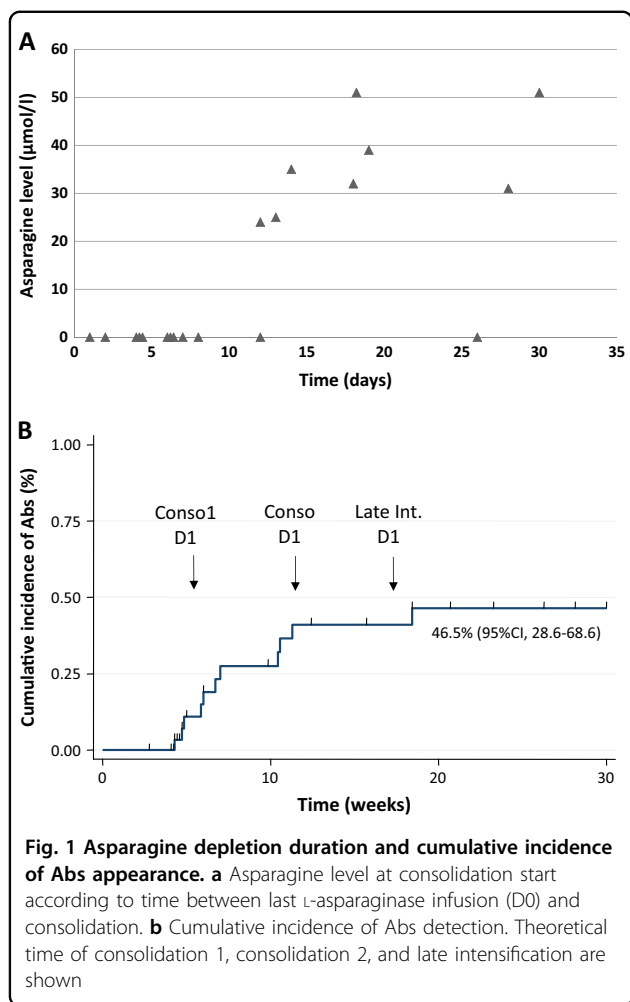 A
60
50
40
30
20
10
0
Asparagine level (µmol/l)
0 5 10 15 20 25 30 35
Time (days)
B
1.00
0.75
0.50
0.25
0.00
Cumulative incidence of Abs (%)
Conso1 Conso Late Int.
D1 D1 D1
46.5% (95%CI, 28.6-68.6)
0 10 20 30
Time (weeks)
Fig. 1 Asparagine depletion duration and cumulative incidence
of Abs appearance. a Asparagine level at consolidation start
according to time between last L-asparaginase infusion (D0) and
consolidation. b Cumulative incidence of Abs detection. Theoretical
time of consolidation 1, consolidation 2, and late intensification are
shown